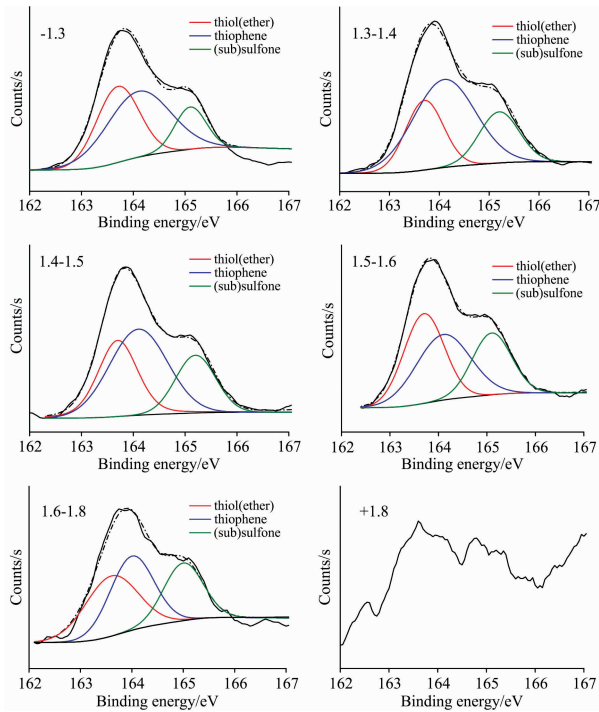 -1.3
thiol(ether)
thiophene
(sub)sulfone
Counts/s
162 163 164 165 166 167
Binding energy/eV
1.3-1.4
thiol(ether)
thiophene
(sub)sulfone
Counts/s
162 163 164 165 166 167
Binding energy/eV
1.4-1.5
thiol(ether)
thiophene
(sub)sulfone
Counts/s
162 163 164 165 166 167
Binding energy/eV
1.5-1.6
thiol(ether)
thiophene
(sub)sulfone
Counts/s
162 163 164 165 166 167
Binding energy/eV
1.6-1.8
thiol(ether)
thiophene
(sub)sulfone
Counts/s
162 163 164 165 166 167
Binding energy/eV
+1.8
Counts/s
162 163 164 165 166 167
Binding energy/eV